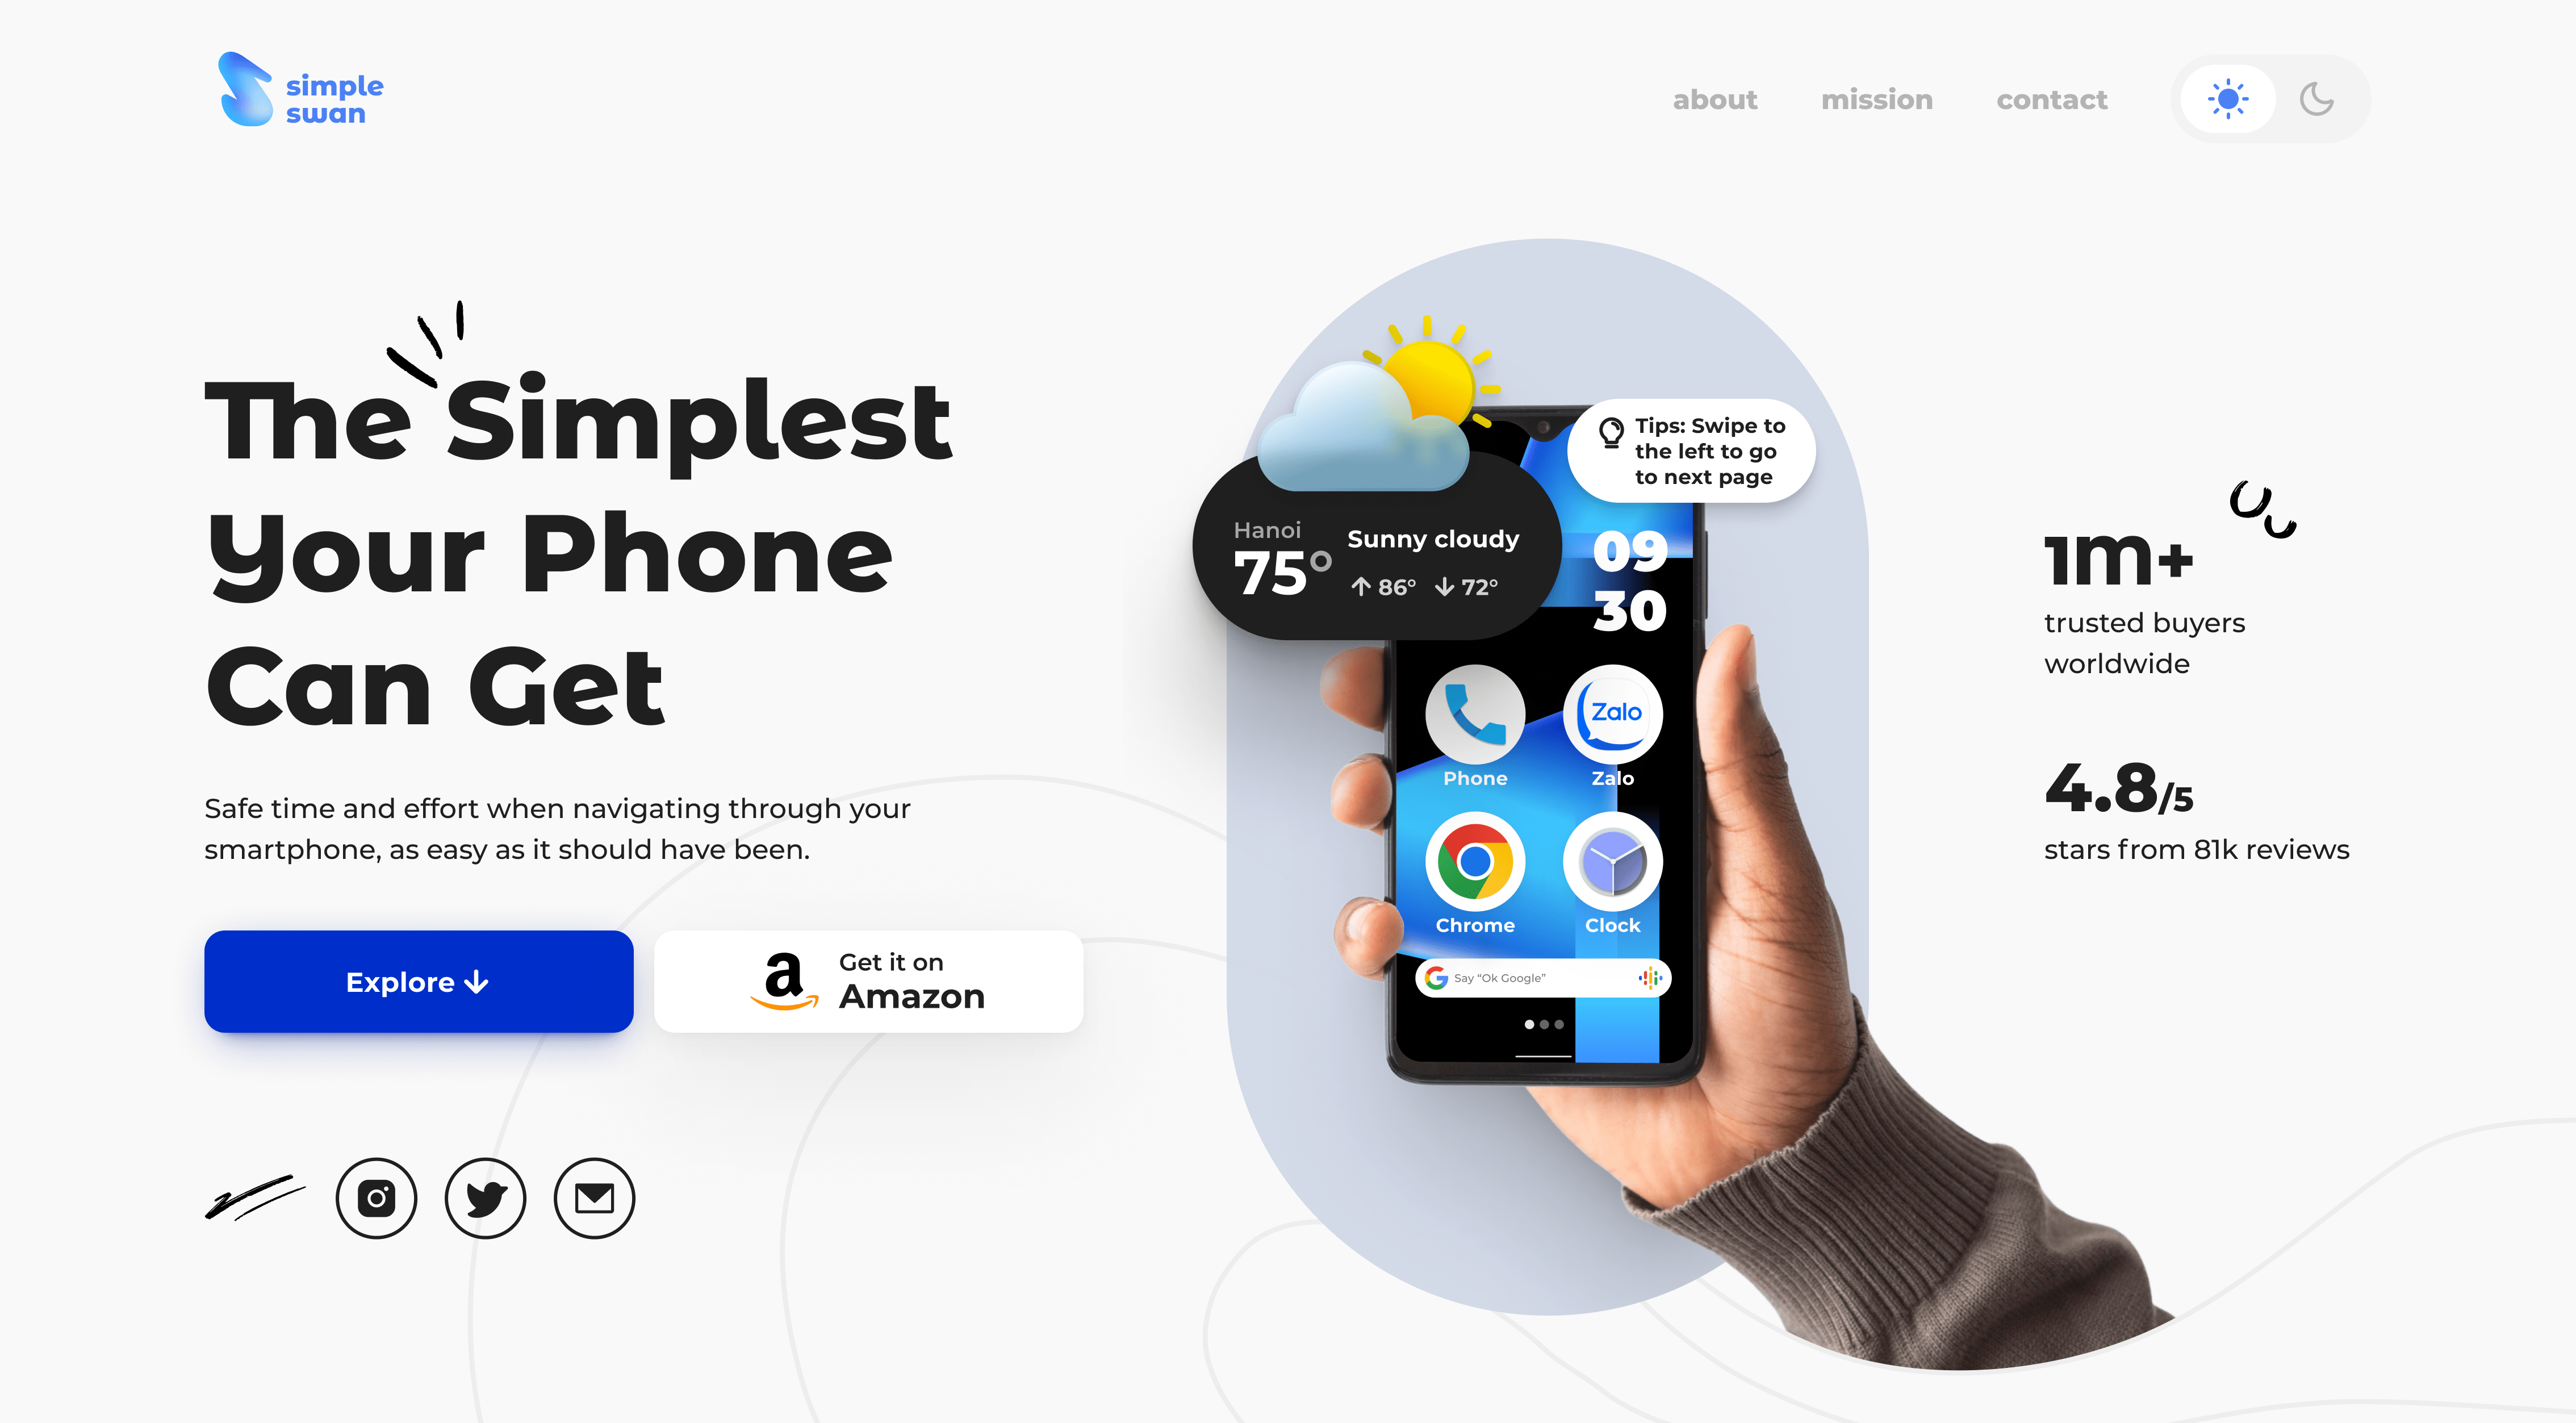 simple
swan
about
mission
contact
The Simplest
Your Phone
Can Get
Safe time and effort when navigating through your
smartphone, as easy as it should have been.
Explore ↓
a
Get it on
Amazon
Hanoi
75°
Sunny cloudy
↑ 86° ↓ 72°
Tips: Swipe to
the left to go
to next page
09
30
Zalo
Phone
Zalo
Chrome
Clock
G
Say “Ok Google”
1M+
trusted buyers
worldwide
4.8/5
stars from 81k reviews